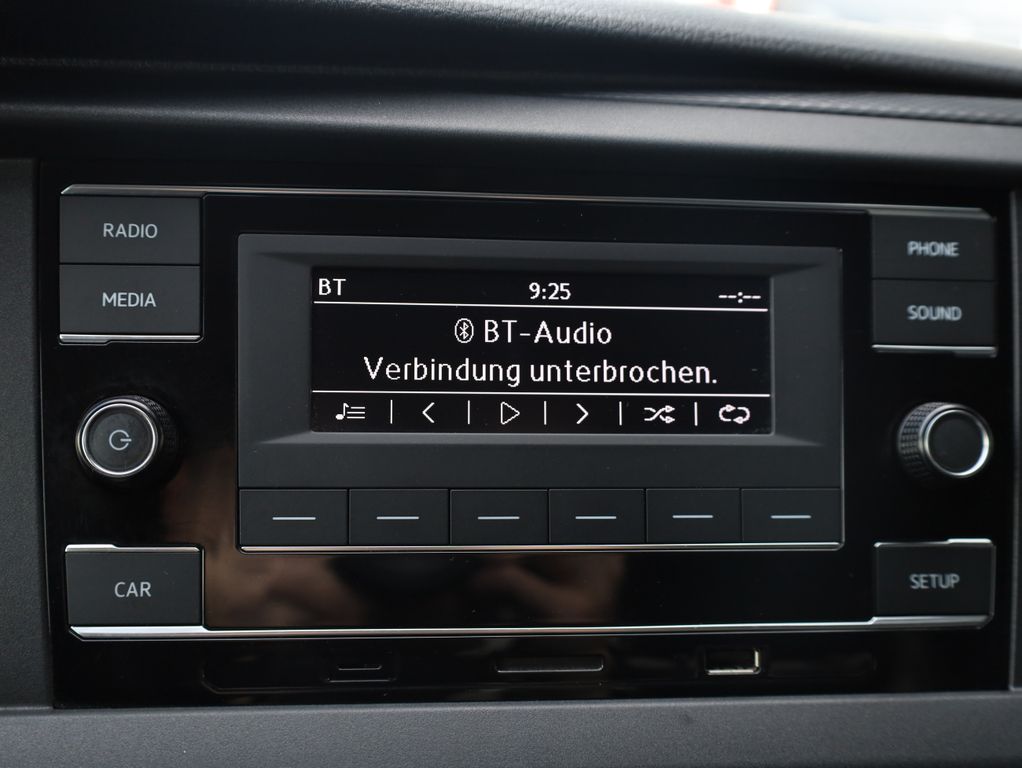 RADIO
MEDIA
BT 9:25 --:--
BT-Audio
Verbindung unterbrochen.
PHONE
SOUND
CAR
SETUP